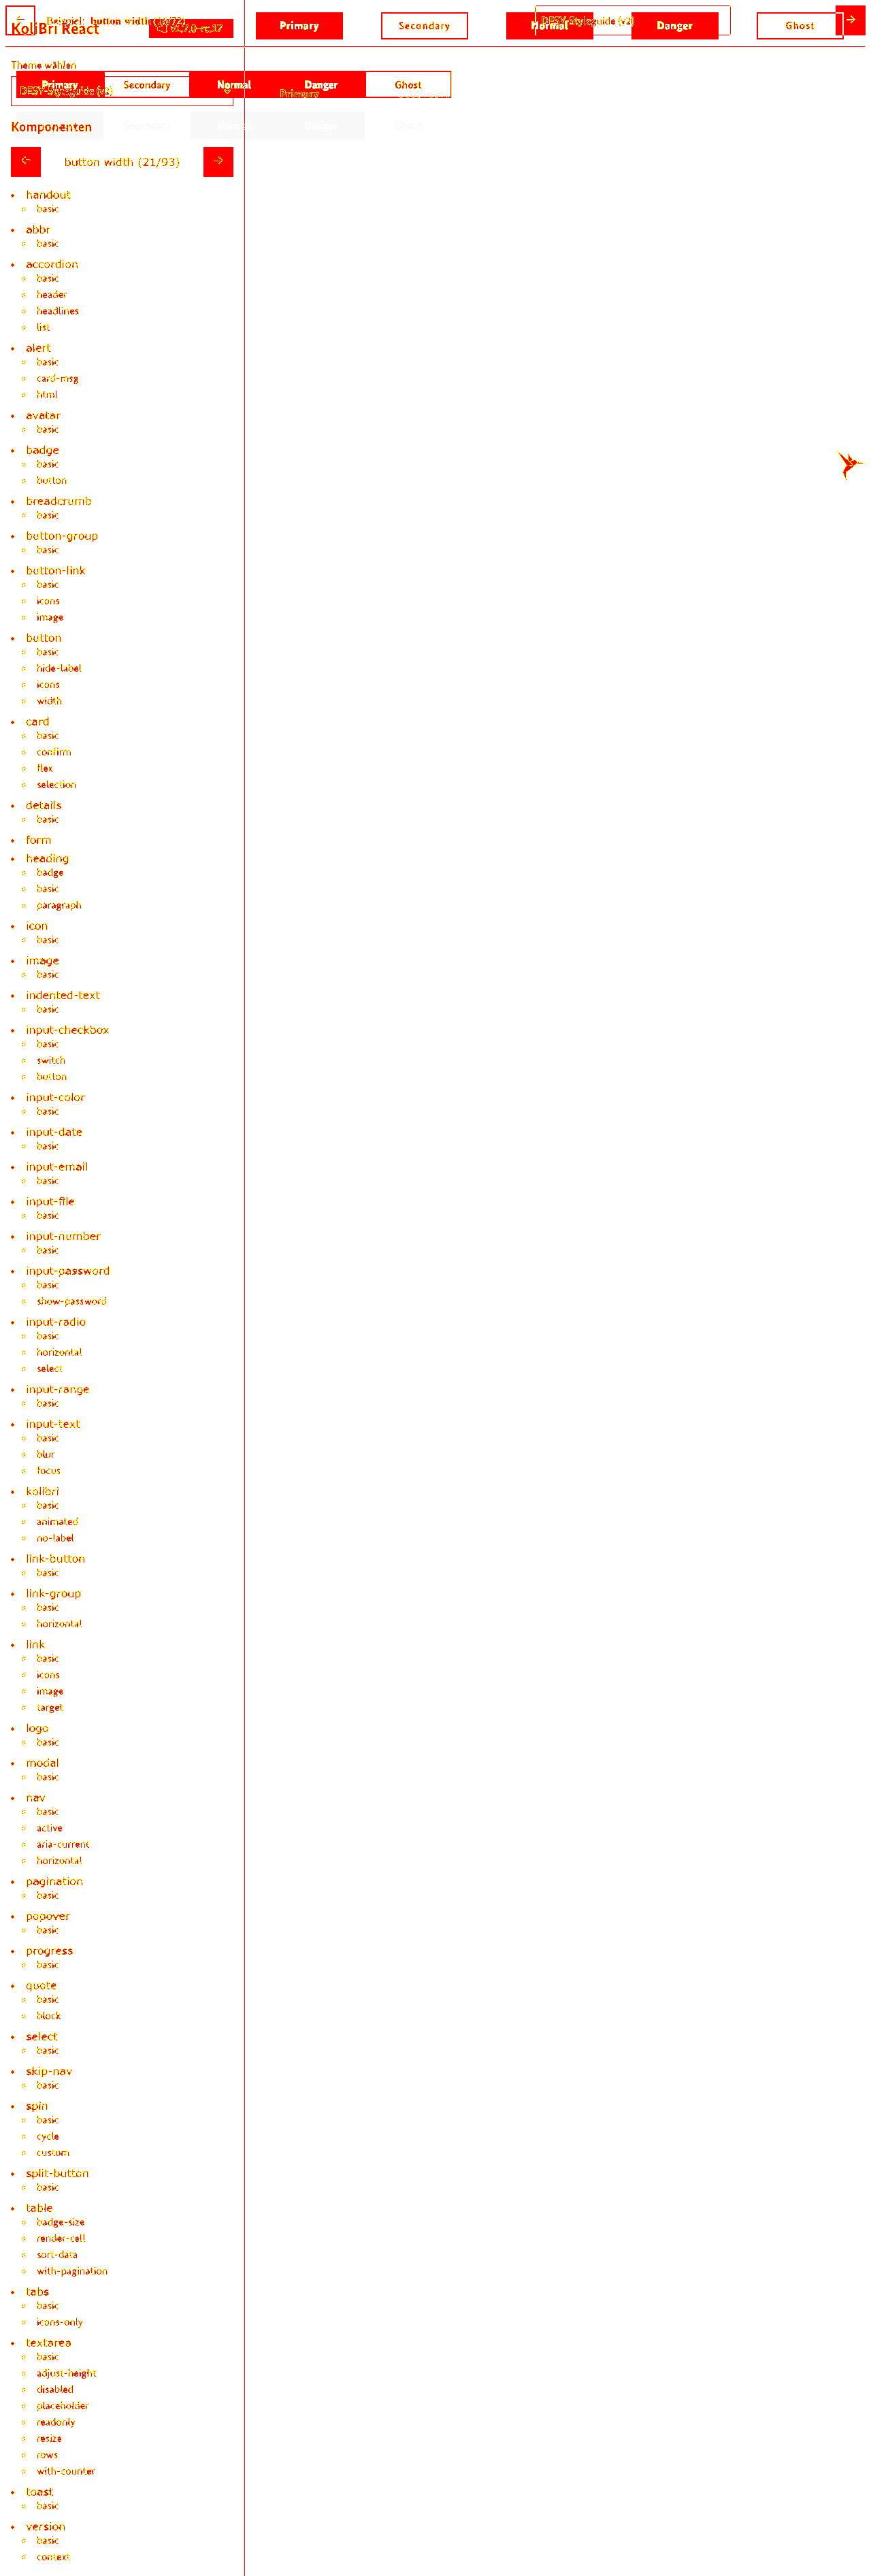 Beispiel: button width (16/72)
DESY Styleguide (v2)
KoliBri React
v1.7.0-rc.17
Primary
Secondary
Normal
Danger
Ghost
Theme wählen
DESY Styleguide (v2)
Primary
Secondary
Normal
Danger
Ghost
Primary
Komponenten
button width (21/93)
handout
basic
abbr
basic
accordion
basic
header
headlines
list
alert
basic
card-msg
html
avatar
basic
badge
basic
button
breadcrumb
basic
button-group
basic
button-link
basic
icons
image
button
basic
hide-label
icons
width
card
basic
confirm
flex
selection
details
basic
form
heading
badge
basic
paragraph
icon
basic
image
basic
indented-text
basic
input-checkbox
basic
switch
button
input-color
basic
input-date
basic
input-email
basic
input-file
basic
input-number
basic
input-password
basic
show-password
input-radio
basic
horizontal
select
input-range
basic
input-text
basic
blur
focus
kolibri
basic
animated
no-label
link-button
basic
link-group
basic
horizontal
link
basic
icons
image
target
logo
basic
modal
basic
nav
basic
active
aria-current
horizontal
pagination
basic
popover
basic
progress
basic
quote
basic
block
select
basic
skip-nav
basic
spin
basic
cycle
custom
split-button
basic
table
badge-size
render-cell
sort-data
with-pagination
tabs
basic
icons-only
textarea
basic
adjust-height
disabled
placeholder
readonly
resize
rows
with-counter
toast
basic
version
basic
context